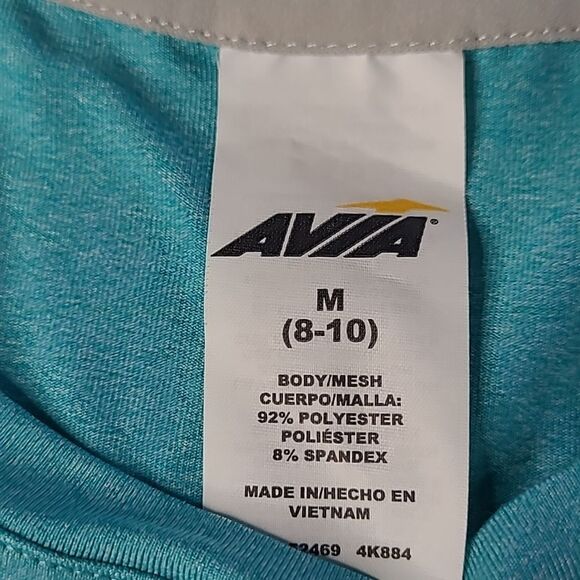 AVIA®
M
(8-10)
BODY/MESH
CUERPO/MALLA:
92% POLYESTER
POLIÉSTER
8% SPANDEX
MADE IN/HECHO EN
VIETNAM
4K884